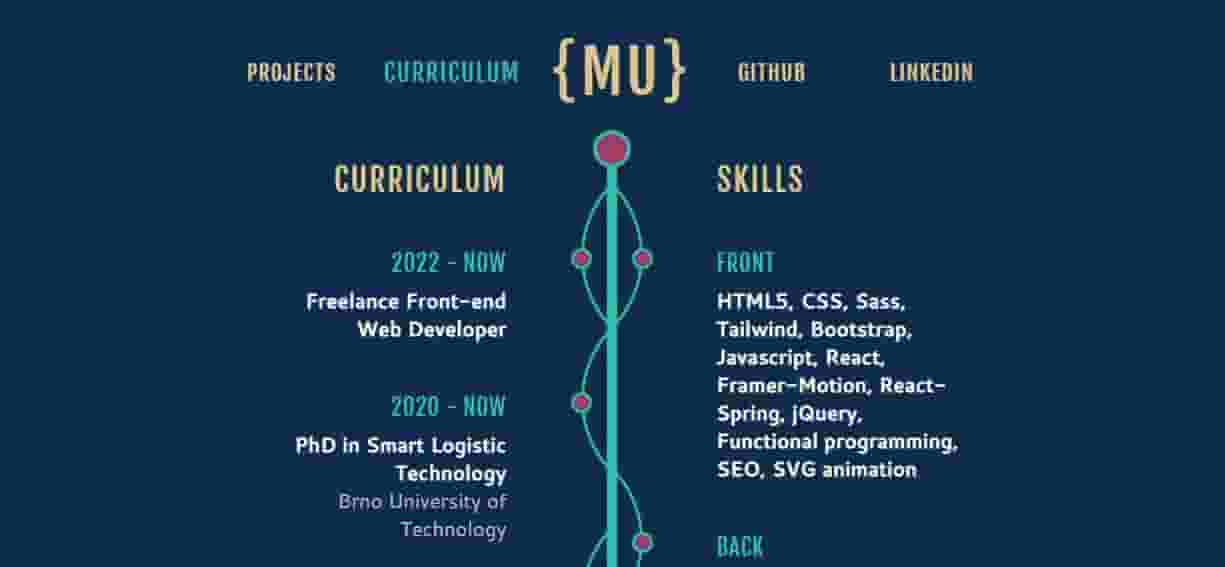 PROJECTS
CURRICULUM
{MU}
GITHUB
LINKEDIN
CURRICULUM
2022 - NOW
Freelance Front-end
Web Developer
2020 - NOW
PhD in Smart Logistic
Technology
Brno University of
Technology
SKILLS
FRONT
HTML5, CSS, Sass,
Tailwind, Bootstrap,
Javascript, React,
Framer-Motion, React-
Spring, jQuery,
Functional programming,
SEO, SVG animation
BACK